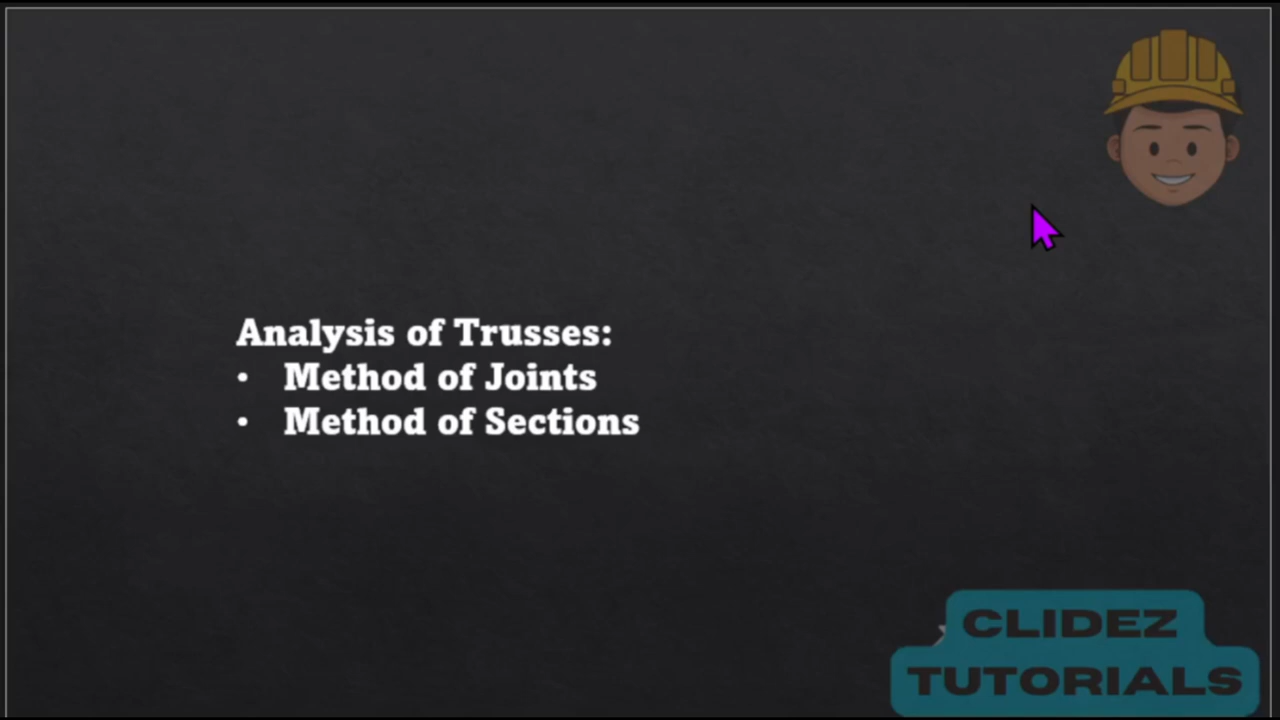 Analysis of Trusses:
• Method of Joints
• Method of Sections
CLIDEZ
TUTORIALS